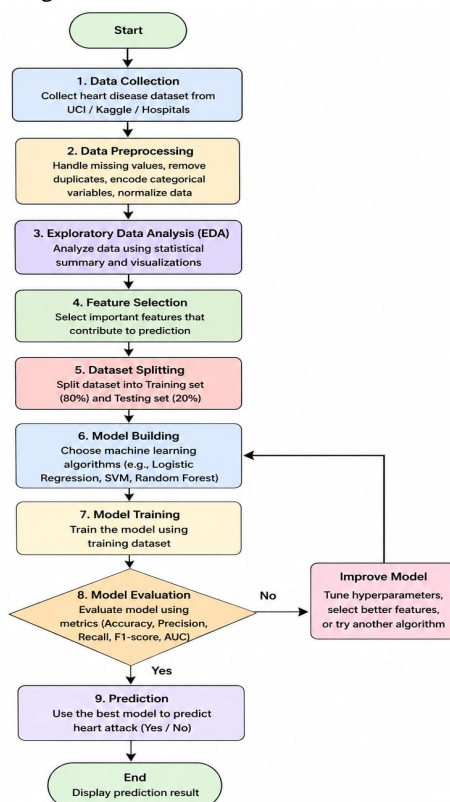 Start
1. Data Collection
Collect heart disease dataset from
UCI / Kaggle / Hospitals
2. Data Preprocessing
Handle missing values, remove
duplicates, encode categorical
variables, normalize data
3. Exploratory Data Analysis (EDA)
Analyze data using statistical
summary and visualizations
4. Feature Selection
Select important features that
contribute to prediction
5. Dataset Splitting
Split dataset into Training set
(80%) and Testing set (20%)
6. Model Building
Choose machine learning
algorithms (e.g., Logistic
Regression, SVM, Random Forest)
7. Model Training
Train the model using
training dataset
8. Model Evaluation
Evaluate model using
metrics (Accuracy, Precision,
Recall, F1-score, AUC)
No
Improve Model
Tune hyperparameters,
select better features,
or try another algorithm
Yes
9. Prediction
Use the best model to predict
heart attack (Yes / No)
End
Display prediction result